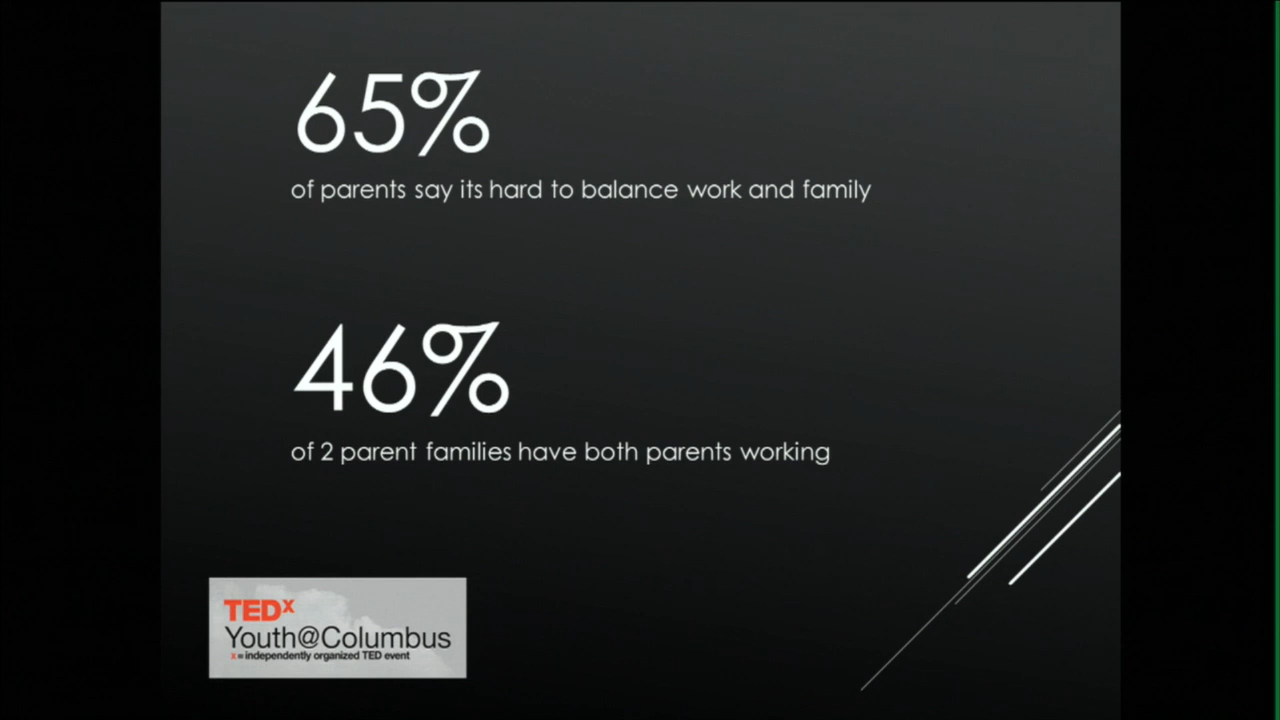 65%
of parents say its hard to balance work and family
46%
of 2 parent families have both parents working
TEDx
Youth@Columbus
x = independently organized TED event